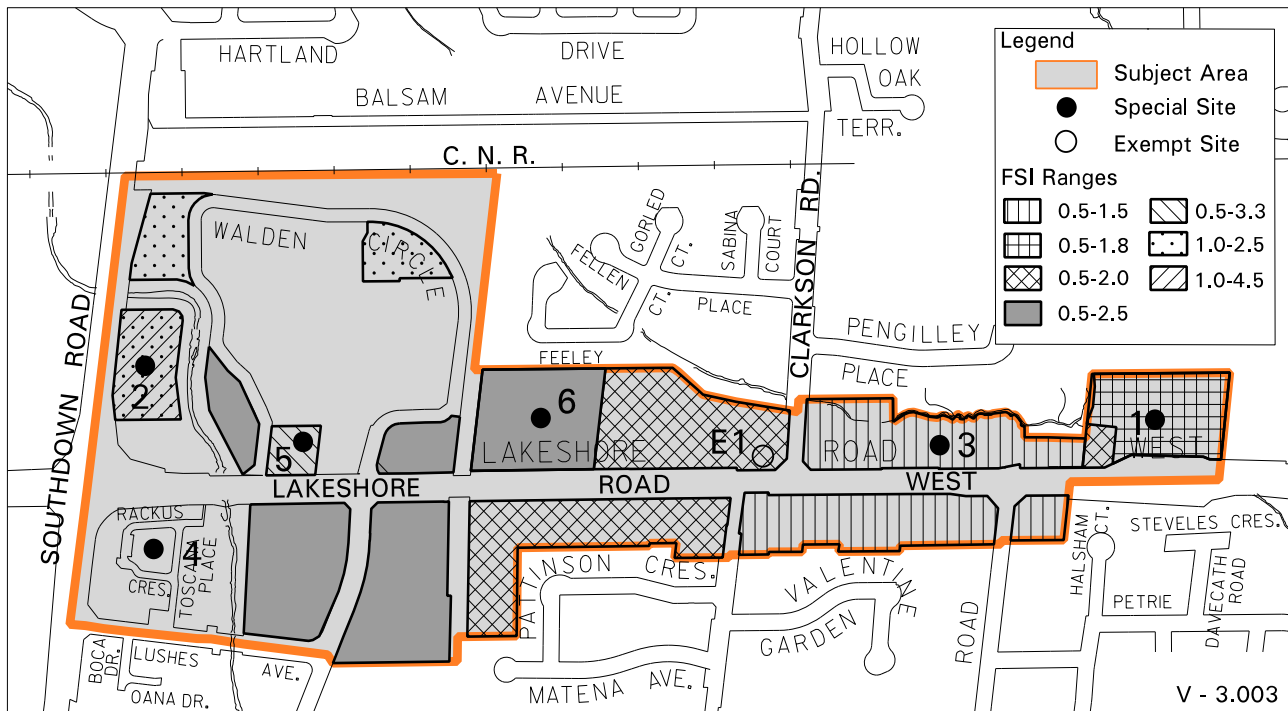 HARTLAND DRIVE
HOLLOW
OAK
TERR.
BALSAM AVENUE
C. N. R.
CLARKSON RD.
Legend
Subject Area
Special Site
Exempt Site
FSI Ranges
0.5-1.5
0.5-3.3
0.5-1.8
1.0-2.5
0.5-2.0
1.0-4.5
0.5-2.5
WALDEN CIRCLE
GORLED
CT.
SABINA
COURT
FELLEN
CT.
PLACE
FEELEY
PENGILLEY
PLACE
SOUTHDOWN ROAD
2
5
6
E1
3
1
LAKESHORE ROAD WEST
LAKESHORE ROAD WEST
RACKUS
CRES.
4
TOSCANA
PLACE
PATTINSON CRES.
VALENTINE
GARDEN
ROAD
HALSHAM
CT.
STEVELES CRES.
PETRIE
DAVECATH
ROAD
BOCA
DR.
LUSHES AVE.
OANA DR.
MATENA AVE.
V - 3.003